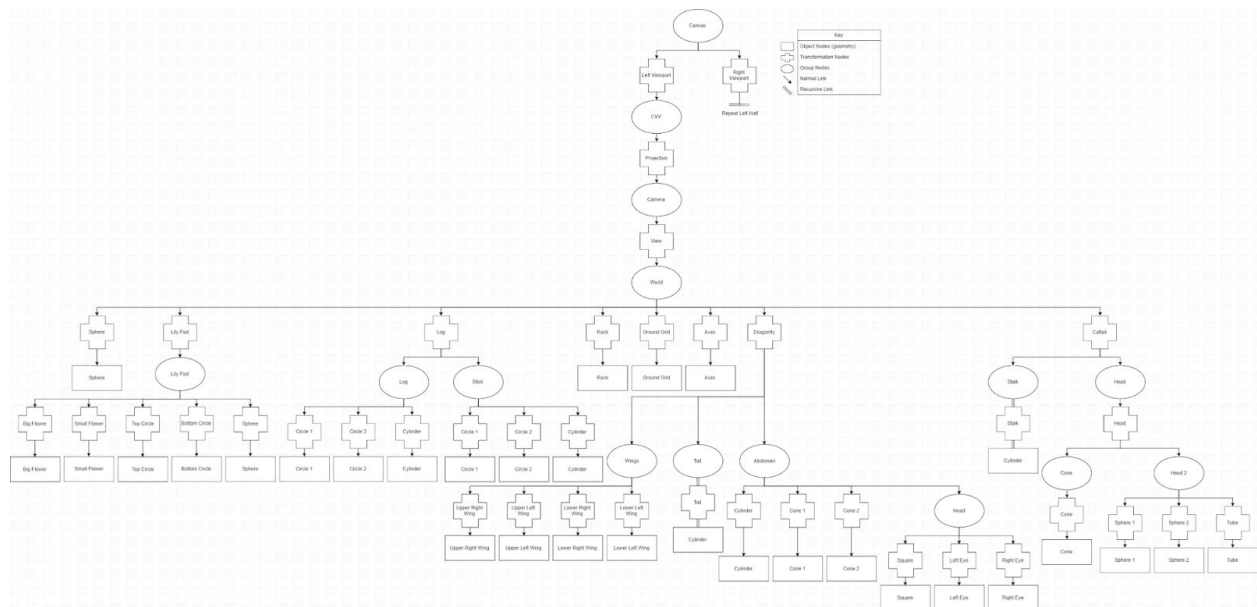 Canvas
Key
Object Nodes (geometry)
Transformation Nodes
Group Nodes
Normal Link
Recursive Link
Left Viewport
Right
Viewport
Repeat Left Half
CVV
Projection
Camera
View
World
Sphere
Lily Pad
Log
Rock
Ground Grid
Axes
Dragonfly
Cattail
Sphere
Lily Pad
Log
Stick
Rock
Ground Grid
Axes
Stalk
Head
Big Flower
Small Flower
Top Circle
Bottom Circle
Sphere
Circle 1
Circle 2
Cylinder
Circle 1
Circle 2
Cylinder
Stalk
Head
Big Flower
Small Flower
Top Circle
Bottom Circle
Sphere
Circle 1
Circle 2
Cylinder
Circle 1
Circle 2
Cylinder
Wings
Tail
Abdomen
Cylinder
Cone
Head 2
Upper Right
Wing
Upper Left
Wing
Lower Right
Wing
Lower Left
Wing
Tail
Cylinder
Cone 1
Cone 2
Head
Cone
Sphere 1
Sphere 2
Tube
Upper Right Wing
Upper Left Wing
Lower Right Wing
Lower Left Wing
Cylinder
Cylinder
Cone 1
Cone 2
Square
Left Eye
Right Eye
Cone
Sphere 1
Sphere 2
Tube
Square
Left Eye
Right Eye